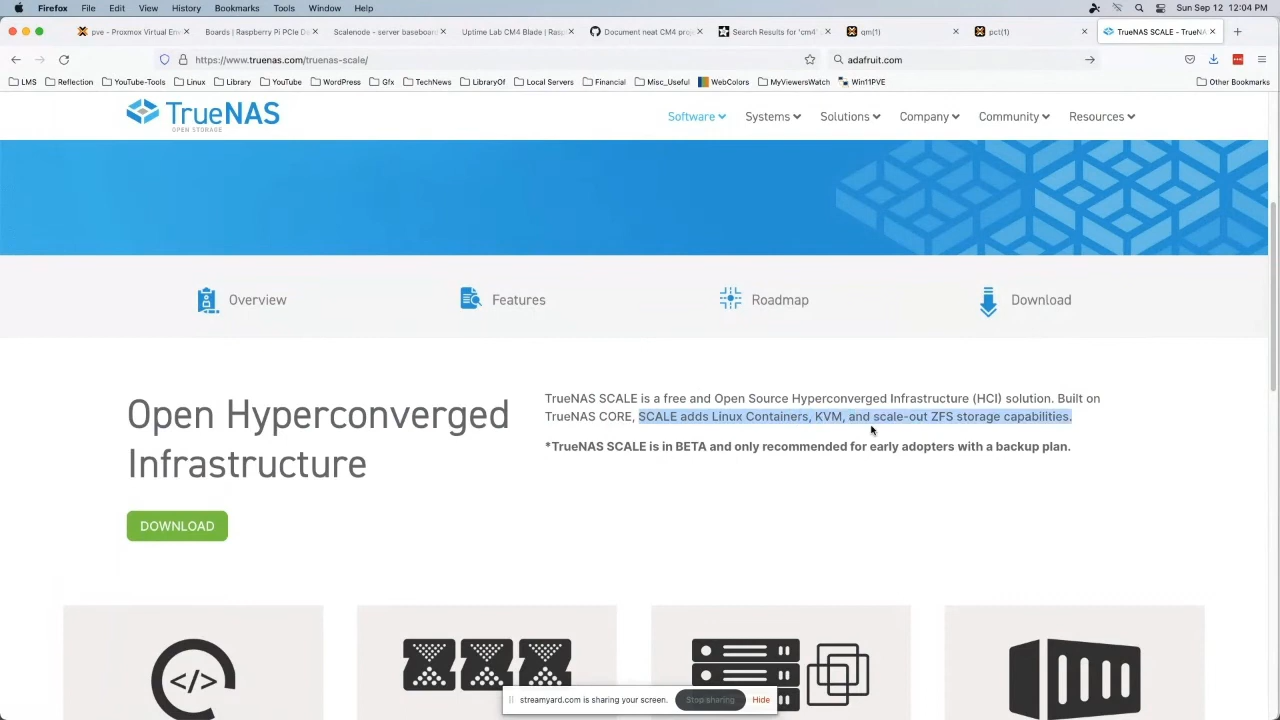 Firefox File Edit View History Bookmarks Tools Window Help Sun Sep 12 12:04 PM
pve - Proxmox Virtual En Boards | Raspberry Pi PCIe D Scalenode - server baseboar Uptime Lab CM4 Blade | Rasp Document neat CM4 project Search Results for 'cm4' qm(1) pct(1) TrueNAS SCALE - TrueN
https://www.truenas.com/truenas-scale/ adafruit.com
LMS Reflection YouTube-Tools Linux Library YouTube WordPress Gfx TechNews LibraryOf Local Servers Financial Misc_Useful WebColors MyViewersWatch Win11PVE Other Bookmarks
TrueNAS
OPEN STORAGE
Software Systems Solutions Company Community Resources
Overview Features Roadmap Download
Open Hyperconverged
Infrastructure
TrueNAS SCALE is a free and Open Source Hyperconverged Infrastructure (HCI) solution. Built on
TrueNAS CORE, SCALE adds Linux Containers, KVM, and scale-out ZFS storage capabilities.
*TrueNAS SCALE is in BETA and only recommended for early adopters with a backup plan.
DOWNLOAD
</>
streamyard.com is sharing your screen. Stop sharing Hide